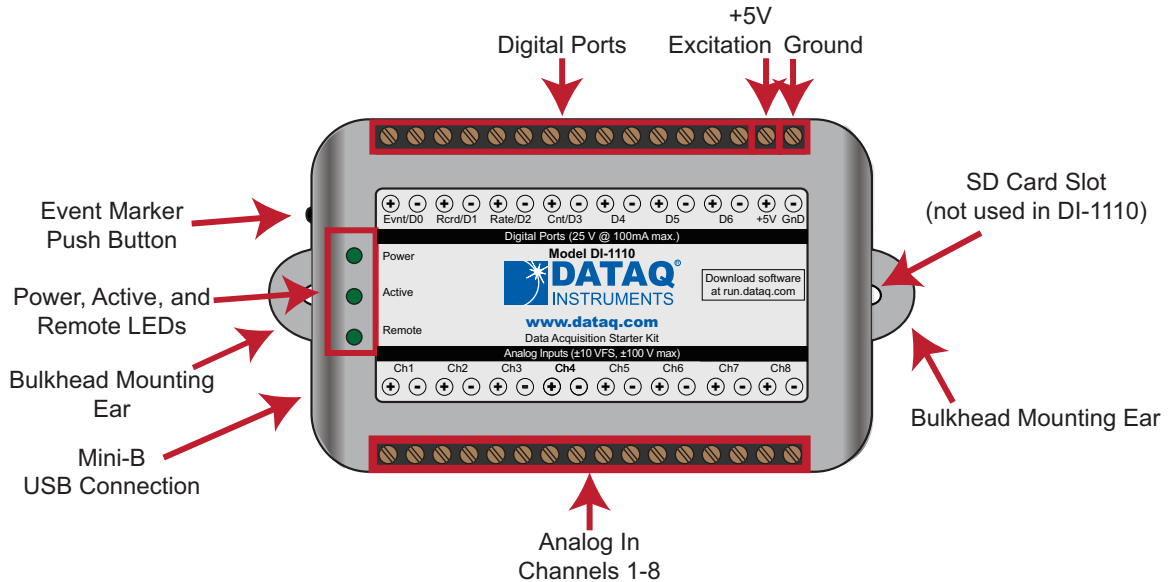 +5V
Digital Ports
Excitation Ground
SD Card Slot
(not used in DI-1110)
Event Marker
Push Button
Power, Active, and
Remote LEDs
Bulkhead Mounting
Ear
Mini-B
USB Connection
+ - + - + - + - + - + - + - + -
Evnt/D0 Rcrd/D1 Rate/D2 Cnt/D3 D4 D5 D6 +5V GnD
Digital Ports (25 V @ 100mA max.)
Power
Active
Remote
Model DI-1110
DATAQ®
INSTRUMENTS
www.dataq.com
Data Acquisition Starter Kit
Download software
at run.dataq.com
Analog Inputs (±10 VFS, ±100 V max)
Ch1 Ch2 Ch3 Ch4 Ch5 Ch6 Ch7 Ch8
+ - + - + - + - + - + - + - + -
Bulkhead Mounting Ear
Analog In
Channels 1-8